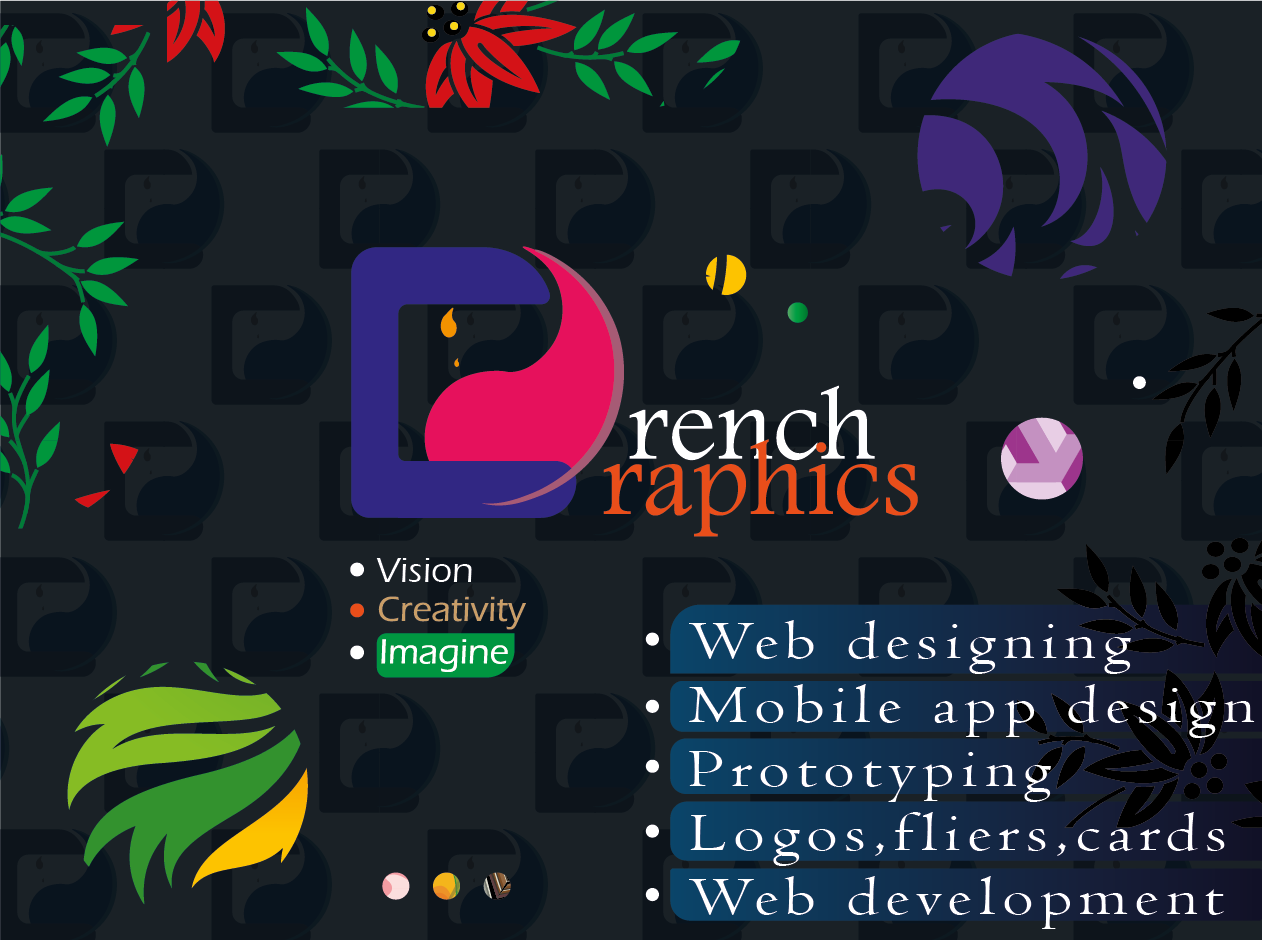 rench
raphics
Vision
Creativity
Imagine
Web designing
Mobile app design
Prototyping
Logos,fliers,cards
Web development